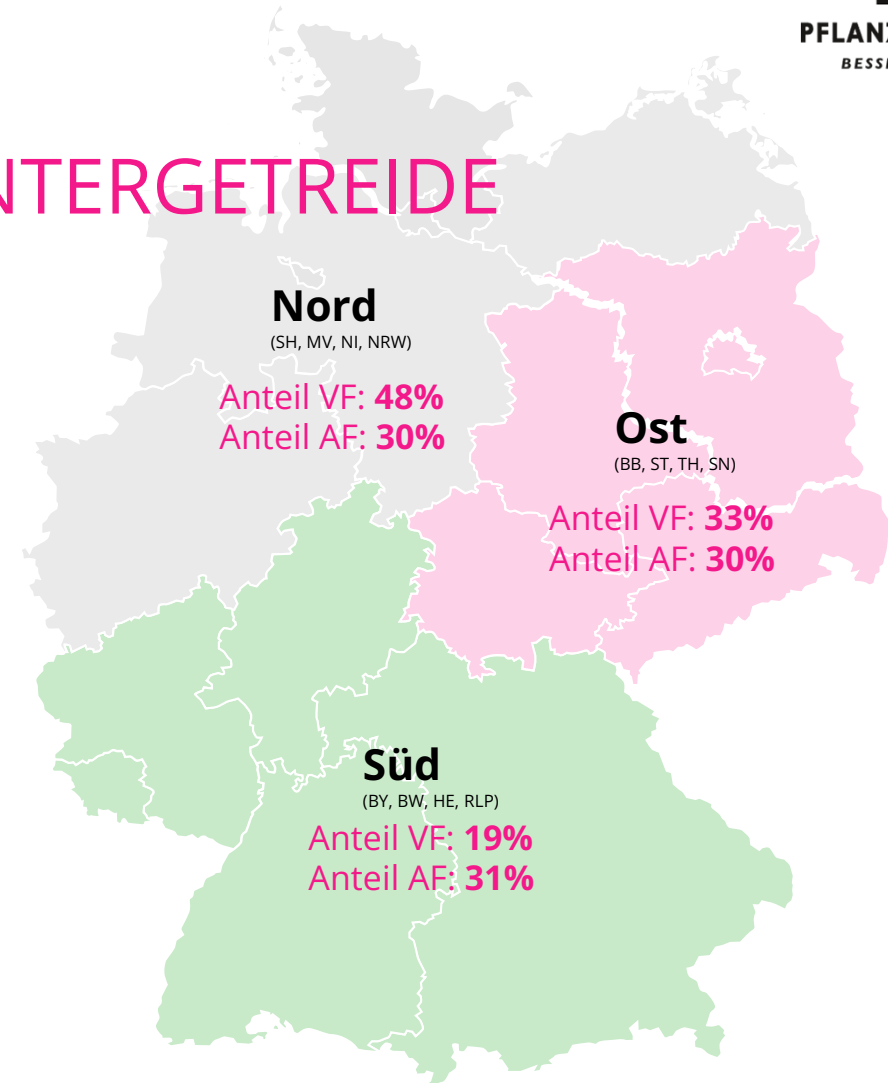 PFLANZ
BESS
NTERGETREIDE
Nord
(SH, MV, NI, NRW)
Anteil VF: 48%
Anteil AF: 30%
Ost
(BB, ST, TH, SN)
Anteil VF: 33%
Anteil AF: 30%
Süd
(BY, BW, HE, RLP)
Anteil VF: 19%
Anteil AF: 31%